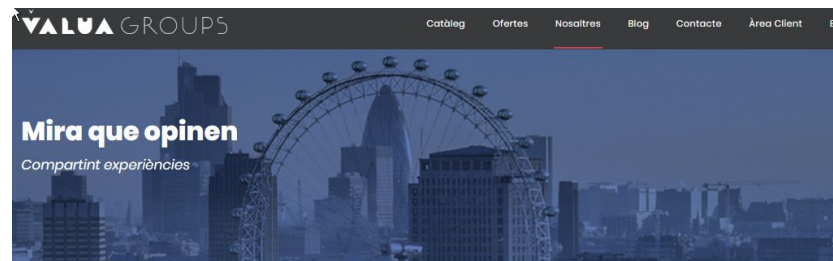 VALUA GROUPS
Catàleg Ofertes Nosaltres Blog Contacte Àrea Client
Mira que opinen
Compartint experiències